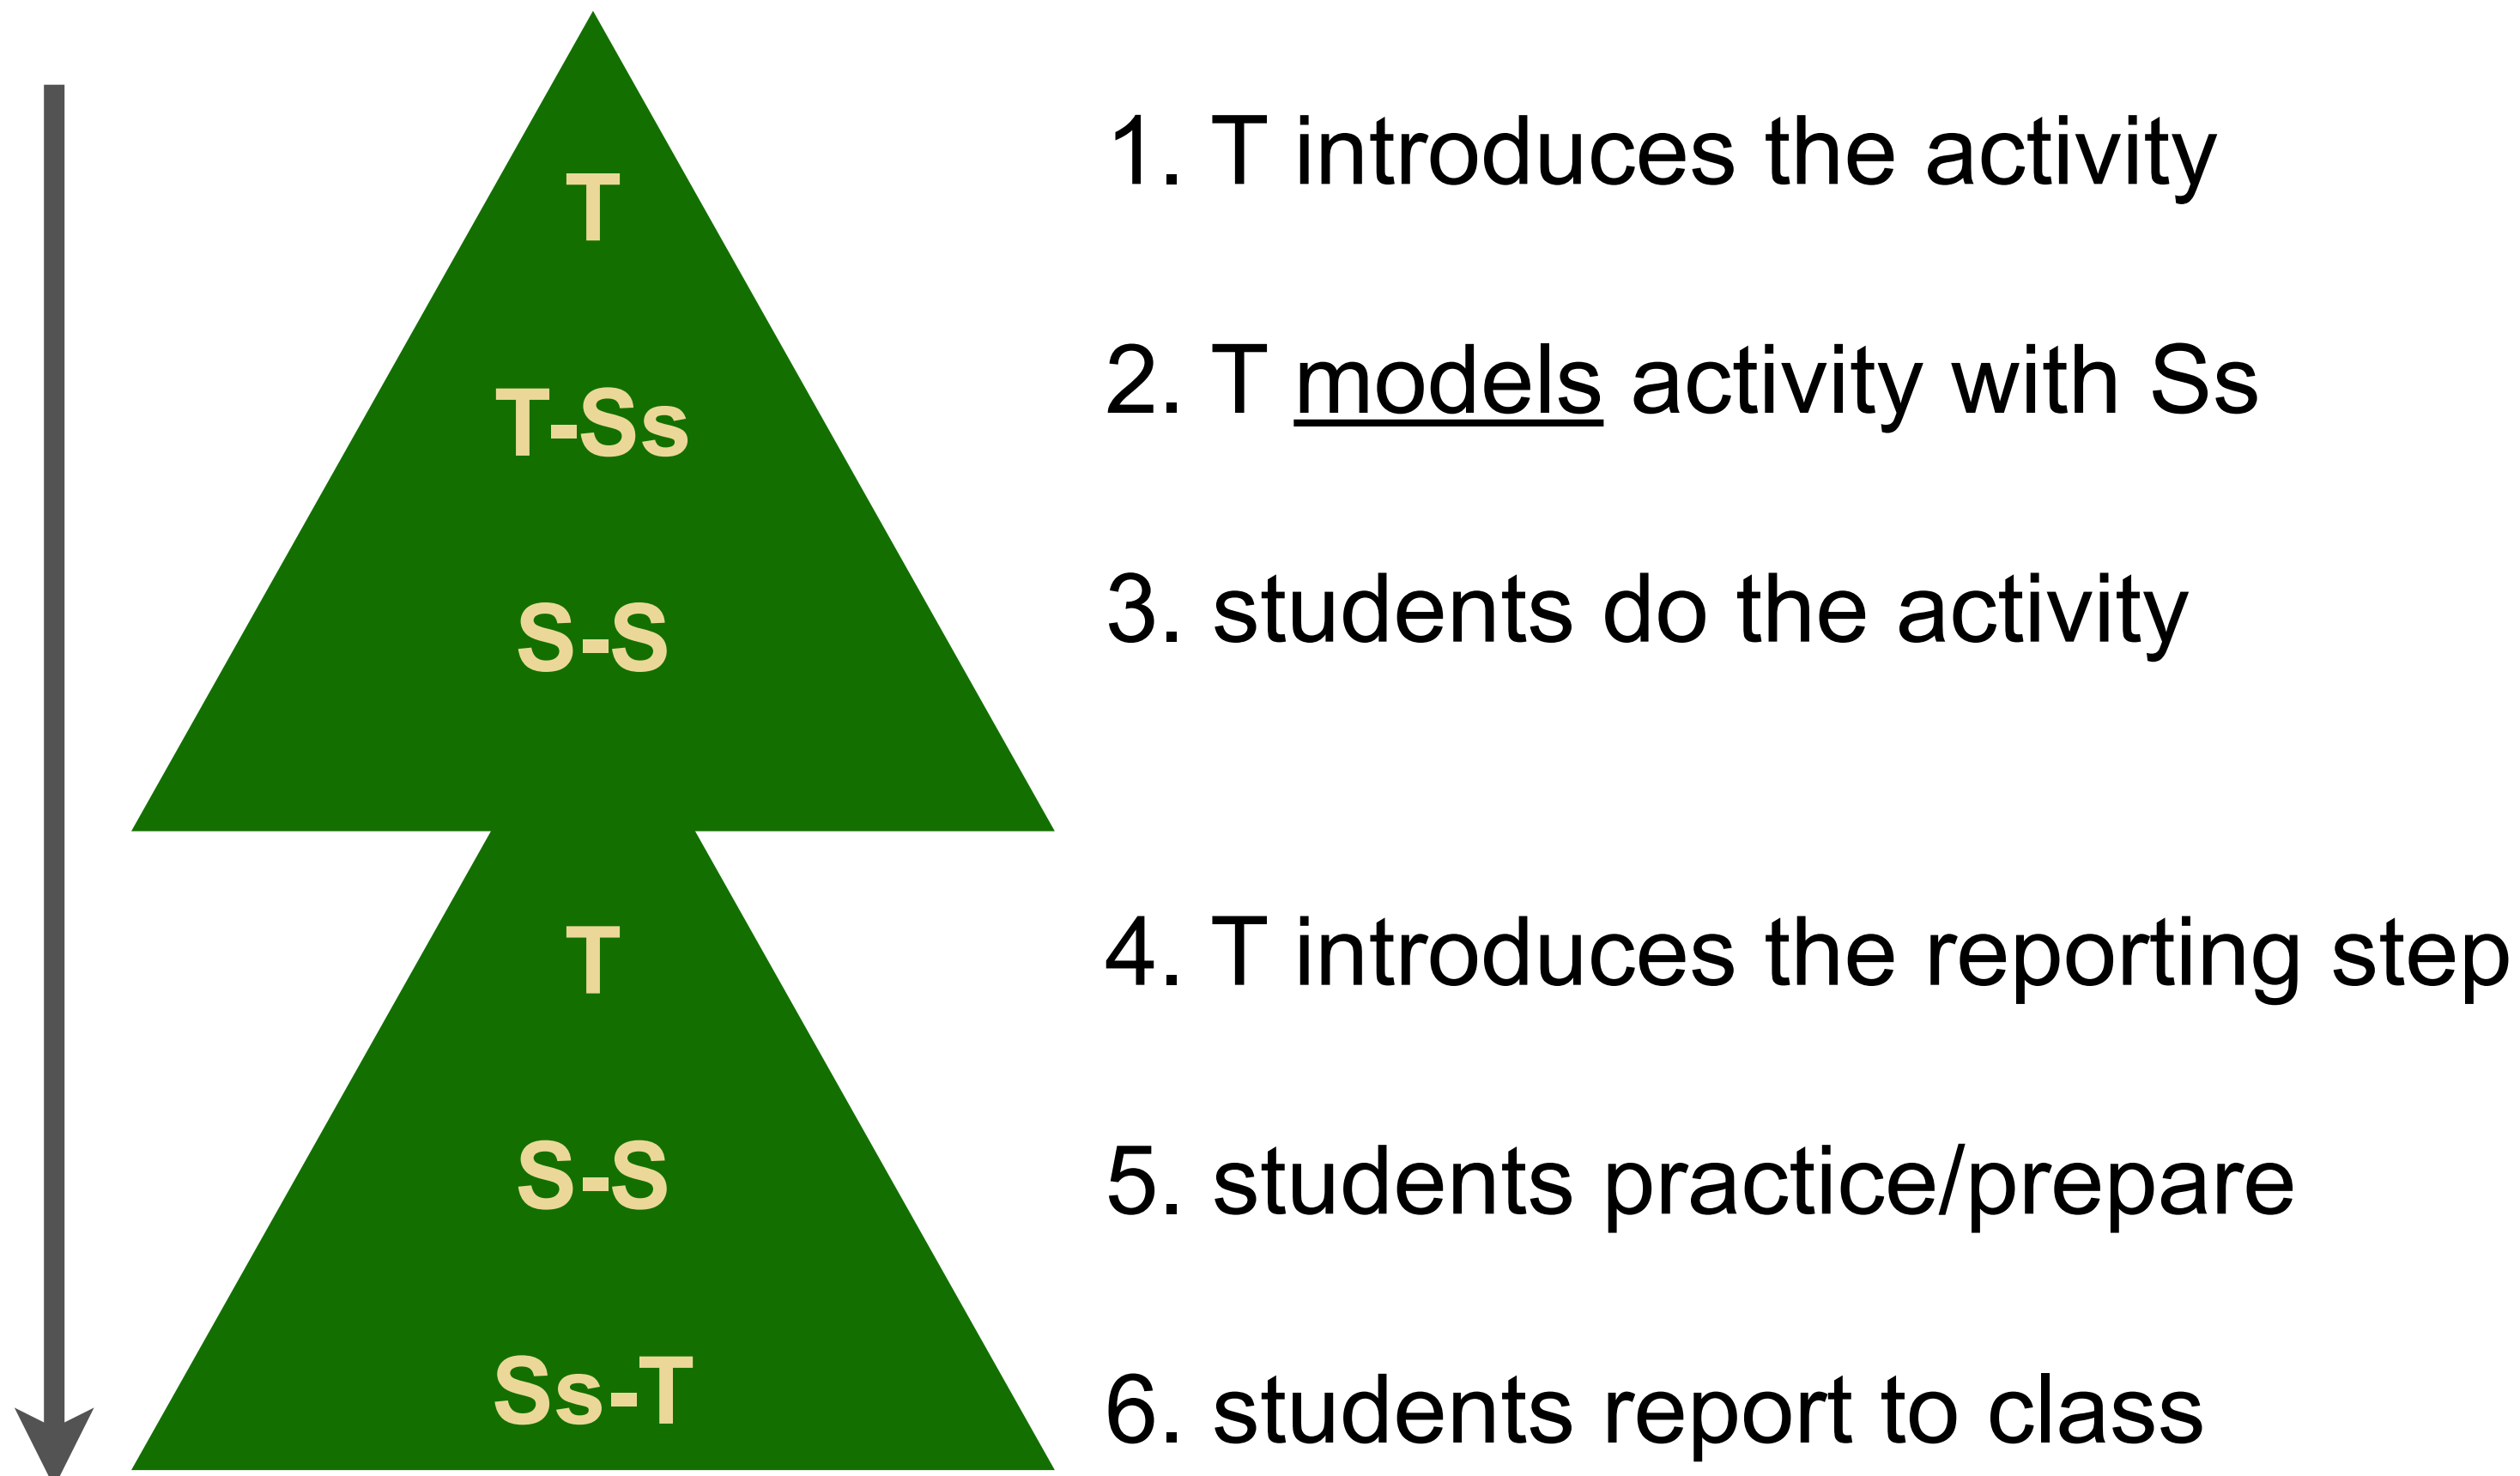 T
1. T introduces the activity
T-Ss
2. T models activity with Ss
S-S
3. students do the activity
T
4. T introduces the reporting step
S-S
5. students practice/prepare
Ss-T
6. students report to class